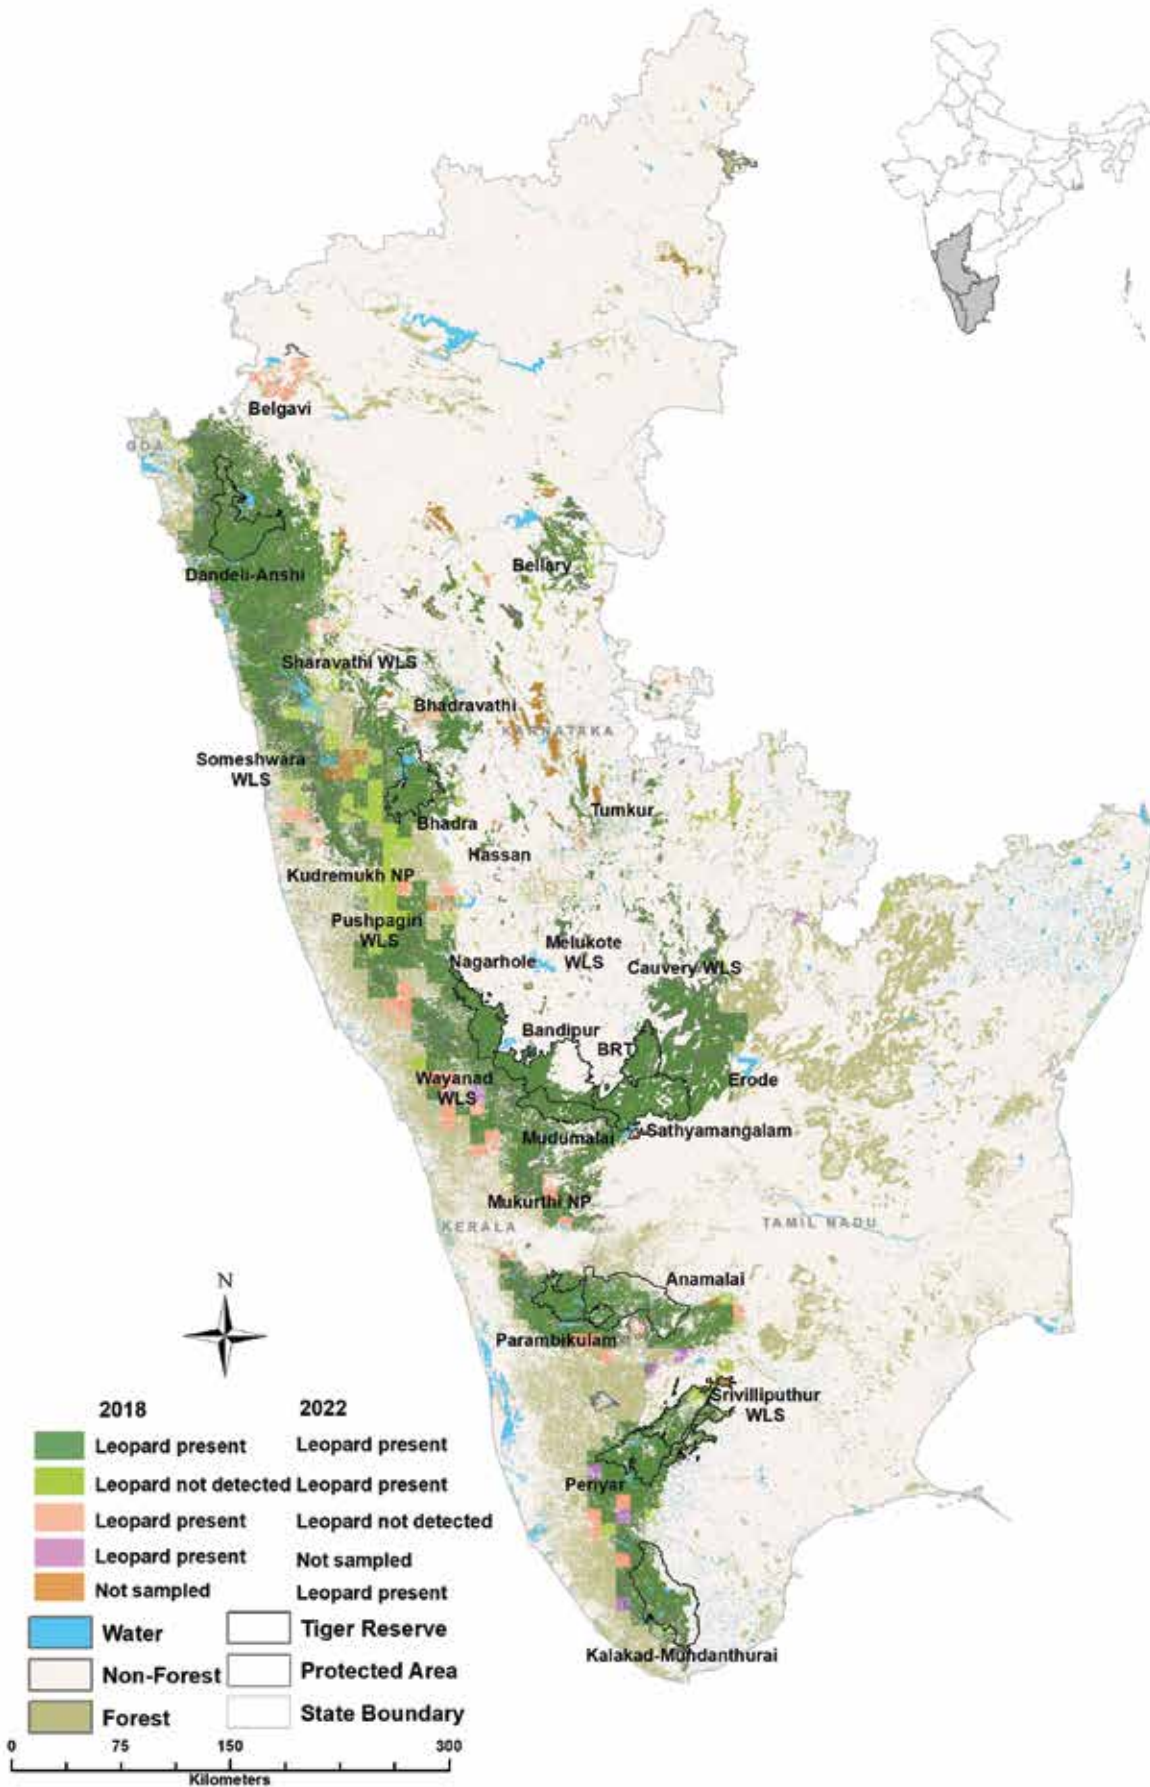 Belgavi
GOA
Dandeli-Anshi
Bellary
Sharavathi WLS
Bhadravathi
KARNATAKA
Someshwara
WLS
Tumkur
Bhadra
Hassan
Kudremukh NP
Pushpagiri
WLS
Melukote
WLS
Nagarhole
Cauvery WLS
Bandipur
BRT
Wayanad
WLS
Erode
Mudumalai
Sathyamangalam
Mukurthi NP
KERALA
TAMIL NADU
N
Anamalai
Parambikulam
Srivilliputhur
WLS
Periyar
Kalakad-Mundanthurai
2018 2022
Leopard present Leopard present
Leopard not detected Leopard present
Leopard present Leopard not detected
Leopard present Not sampled
Not sampled Leopard present
Water Tiger Reserve
Non-Forest Protected Area
Forest State Boundary
0 75 150 300
Kilometers